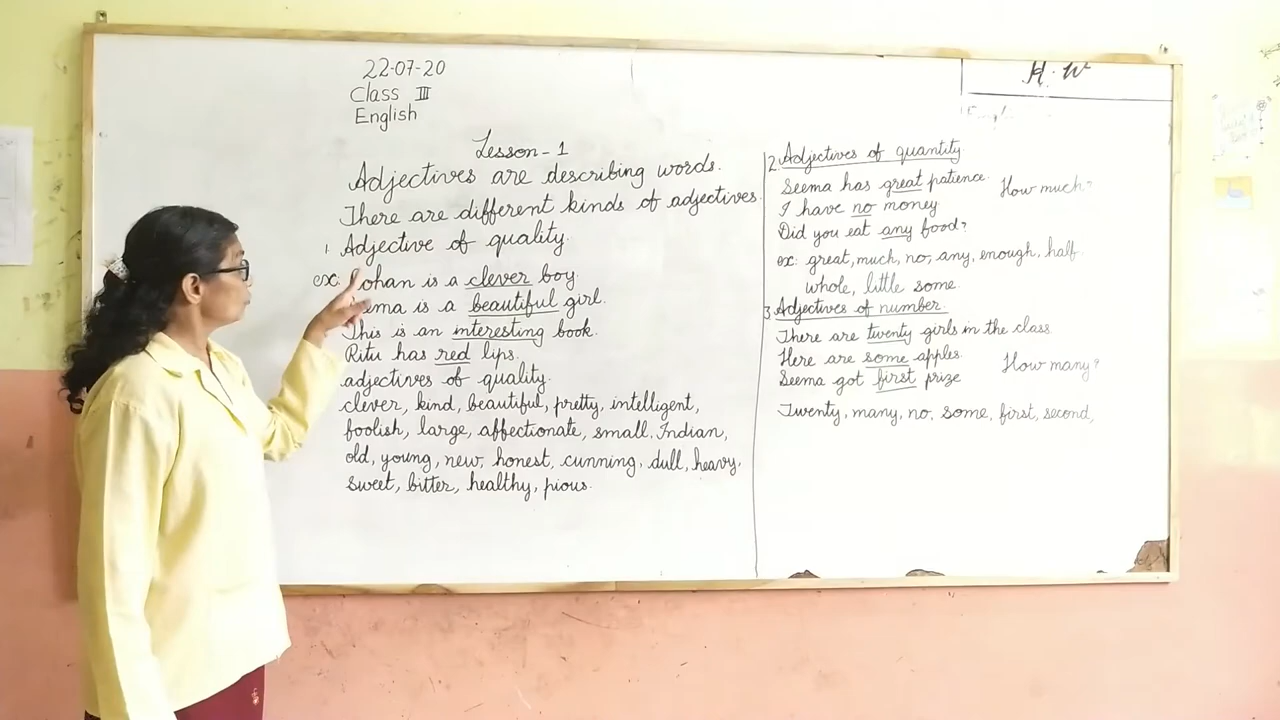 22-07-20
Class III
English
Lesson-1
Adjectives are describing words.
There are different kinds of adjectives.
1. Adjective of quality.
ex: ohan is a clever boy.
ma is a beautiful girl.
This is an interesting book.
Ritu has red lips.
adjectives of quality.
clever, kind, beautiful, pretty, intelligent,
foolish, large, affectionate, small, Indian,
old, young, new, honest, cunning, dull, heavy,
sweet, bitter, healthy, pious.
H.W
2. Adjectives of quantity
Seema has great patience. How much?
I have no money
Did you eat any food?
ex: great, much, no, any, enough, half
whole, little some.
3 Adjectives of number.
There are twenty girls in the class
Here are some apples. How many?
Seema got first prize
Twenty, many, no, some, first, second,